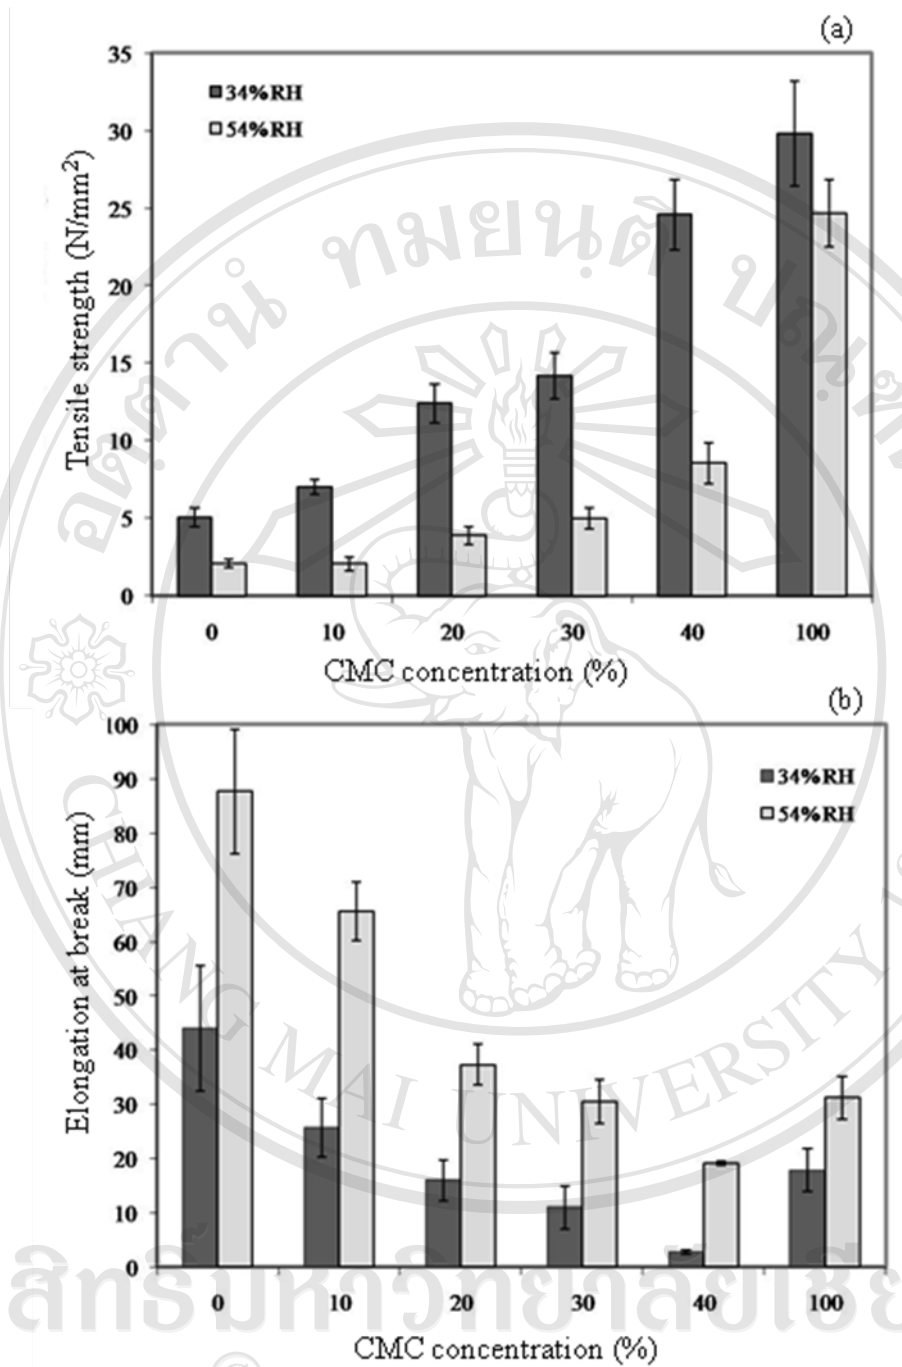 (a)
35
30
25
20
15
10
5
0
Tensile strength (N/mm²)
34%RH
54%RH
0 10 20 30 40 100
CMC concentration (%)
(b)
100
90
80
70
60
50
40
30
20
10
0
Elongation at break (mm)
34%RH
54%RH
0 10 20 30 40 100
CMC concentration (%)
CHIANG MAI UNIVERSITY